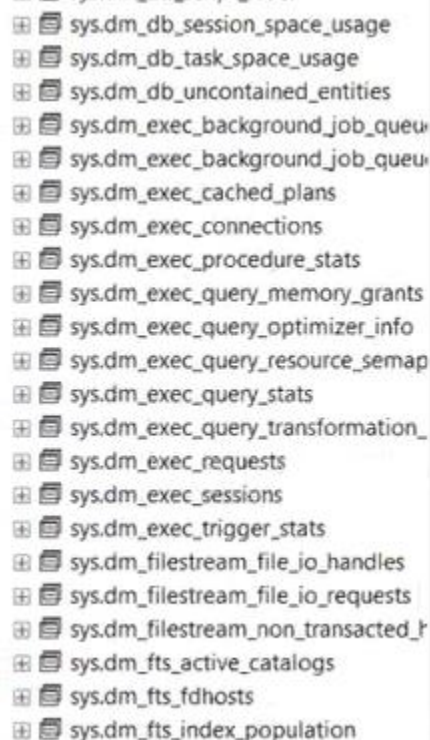 sys.dm_db_session_space_usage
sys.dm_db_task_space_usage
sys.dm_db_uncontained_entities
sys.dm_exec_background_job_queu
sys.dm_exec_background_job_queu
sys.dm_exec_cached_plans
sys.dm_exec_connections
sys.dm_exec_procedure_stats
sys.dm_exec_query_memory_grants
sys.dm_exec_query_optimizer_info
sys.dm_exec_query_resource_semap
sys.dm_exec_query_stats
sys.dm_exec_query_transformation_
sys.dm_exec_requests
sys.dm_exec_sessions
sys.dm_exec_trigger_stats
sys.dm_filestream_file_io_handles
sys.dm_filestream_file_io_requests
sys.dm_filestream_non_transacted_h
sys.dm_fts_active_catalogs
sys.dm_fts_fdhosts
sys.dm_fts_index_population